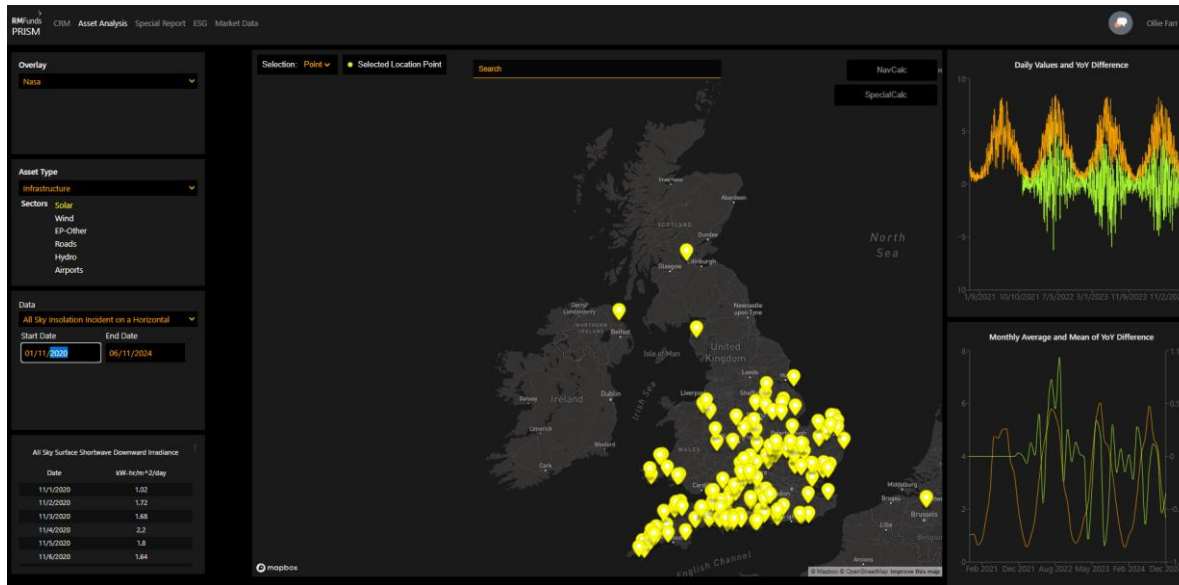 RMFunds
PRISM
CRM Asset Analysis Special Report ESG Market Data
Ollie Farr
Overlay
Nasa
Asset Type
Infrastructure
Sectors Solar
Wind
EP-Other
Roads
Hydro
Airports
Data
All Sky Insolation Incident on a Horizontal
Start Date End Date
01/11/2020 06/11/2024
All Sky Surface Shortwave Downward Irradiance
Date kW-hr/m^2/day
11/1/2020 1.02
11/2/2020 1.72
11/3/2020 1.68
11/4/2020 2.2
11/5/2020 1.8
11/6/2020 1.64
Selection: Point Selected Location Point
Search
NavCalc
SpecialCalc
Inverness
Aberdeen
SCOTLAND
Dundee
Glasgow Edinburgh
North
Sea
Derry/
Londonderry
NORTHERN
IRELAND
Belfast
Newcastle
upon Tyne
Isle of Man
United
Kingdom
Leeds
Irish Sea
Galway Ireland Dublin
Limerick
Wexford
Cork
WALES
Middelburg
Bruges
Brussels
Lille
Amiens
English Channel
mapbox
© Mapbox © OpenStreetMap Improve this map
Daily Values and YoY Difference
10
5
0
-5
1/9/2021 10/10/2021 7/5/2022 3/1/2023 11/9/2023
Monthly Average and Mean of YoY Difference
8
6
4
2
0
Feb 2021 Dec 2021 Aug 2022 May 2023 Feb 2024